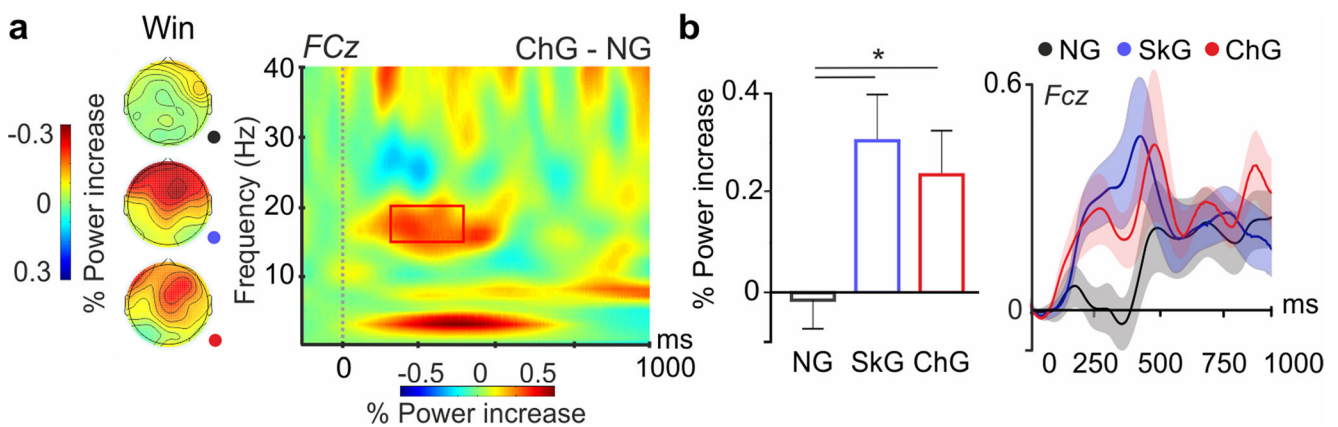 a
Win
-0.3
0
0.3
% Power increase
FCz
ChG - NG
40
30
20
10
Frequency (Hz)
0
1000
ms
-0.5
0
0.5
% Power increase
b
*
0.4
0.2
0
% Power increase
NG
SkG
ChG
NG
SkG
ChG
0.6
Fcz
0
ms
0
250
500
750
1000